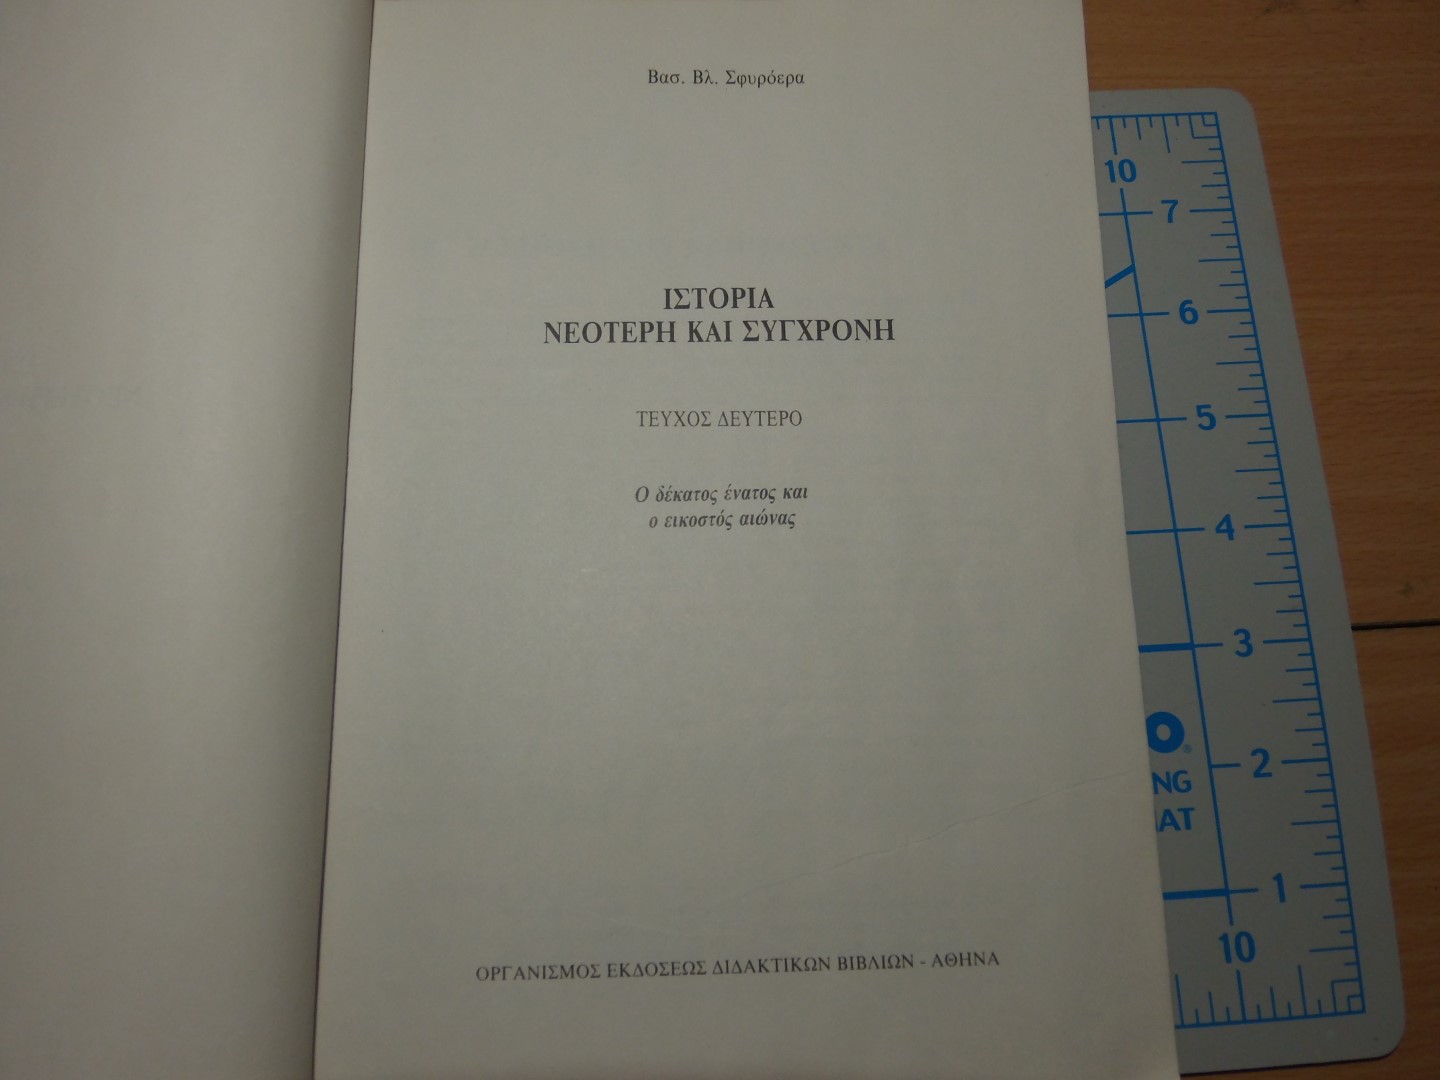 Βασ. Βλ. Σφυρόερα
ΙΣΤΟΡΙΑ
ΝΕΟΤΕΡΗ ΚΑΙ ΣΥΓΧΡΟΝΗ
ΤΕΥΧΟΣ ΔΕΥΤΕΡΟ
Ο δέκατος ένατος και
ο εικοστός αιώνας
ΟΡΓΑΝΙΣΜΟΣ ΕΚΔΟΣΕΩΣ ΔΙΔΑΚΤΙΚΩΝ ΒΙΒΛΙΩΝ - ΑΘΗΝΑ
10
7
6
5
4
3
2
1
10